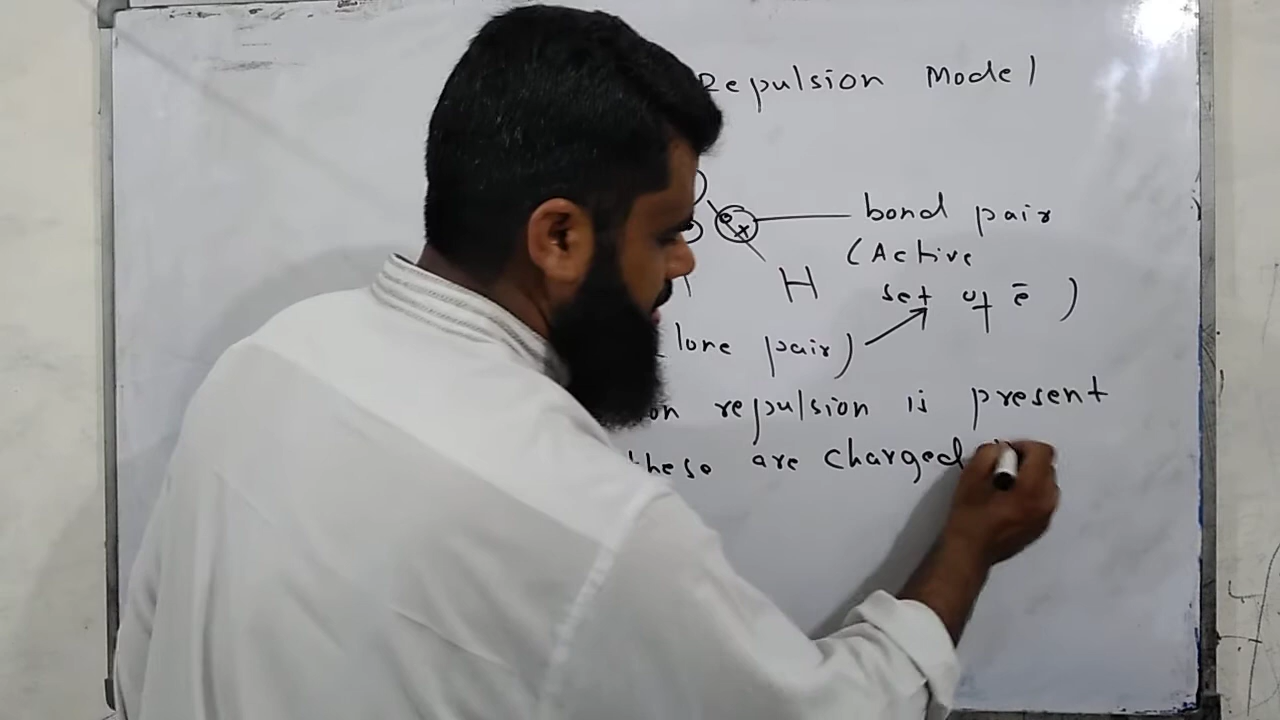 Repulsion Model
bond pair
(Active
H
set of ē )
lone pair)
on repulsion is present
these are charged